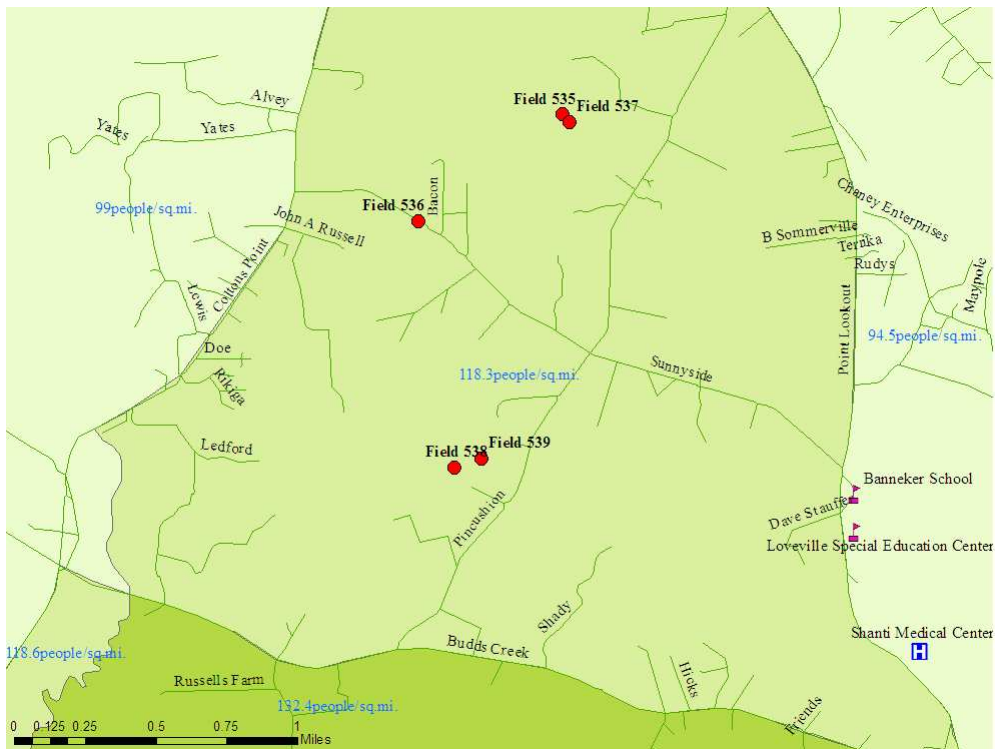 Alvey
Field 535
Field 537
Yates
Yates
Bacon
Chaney Enterprises
99people/sq.mi.
Field 536
John A Russell
B Sommerville
Ternka
Rudys
Maypole
Cottons Point
Lewis
Point Lookout
94.5people/sq.mi.
Doe
Rikiga
118.3people/sq.mi.
Sunnyside
Ledford
Field 538
Field 539
Banneker School
Pincushion
Dave Stauffer
Loveville Special Education Center
Shady
Shanti Medical Center
H
118.6people/sq.mi.
Budds Creek
Russells Farm
Hicks
132.4people/sq.mi.
Friends
0 0.125 0.25 0.5 0.75 1
Miles